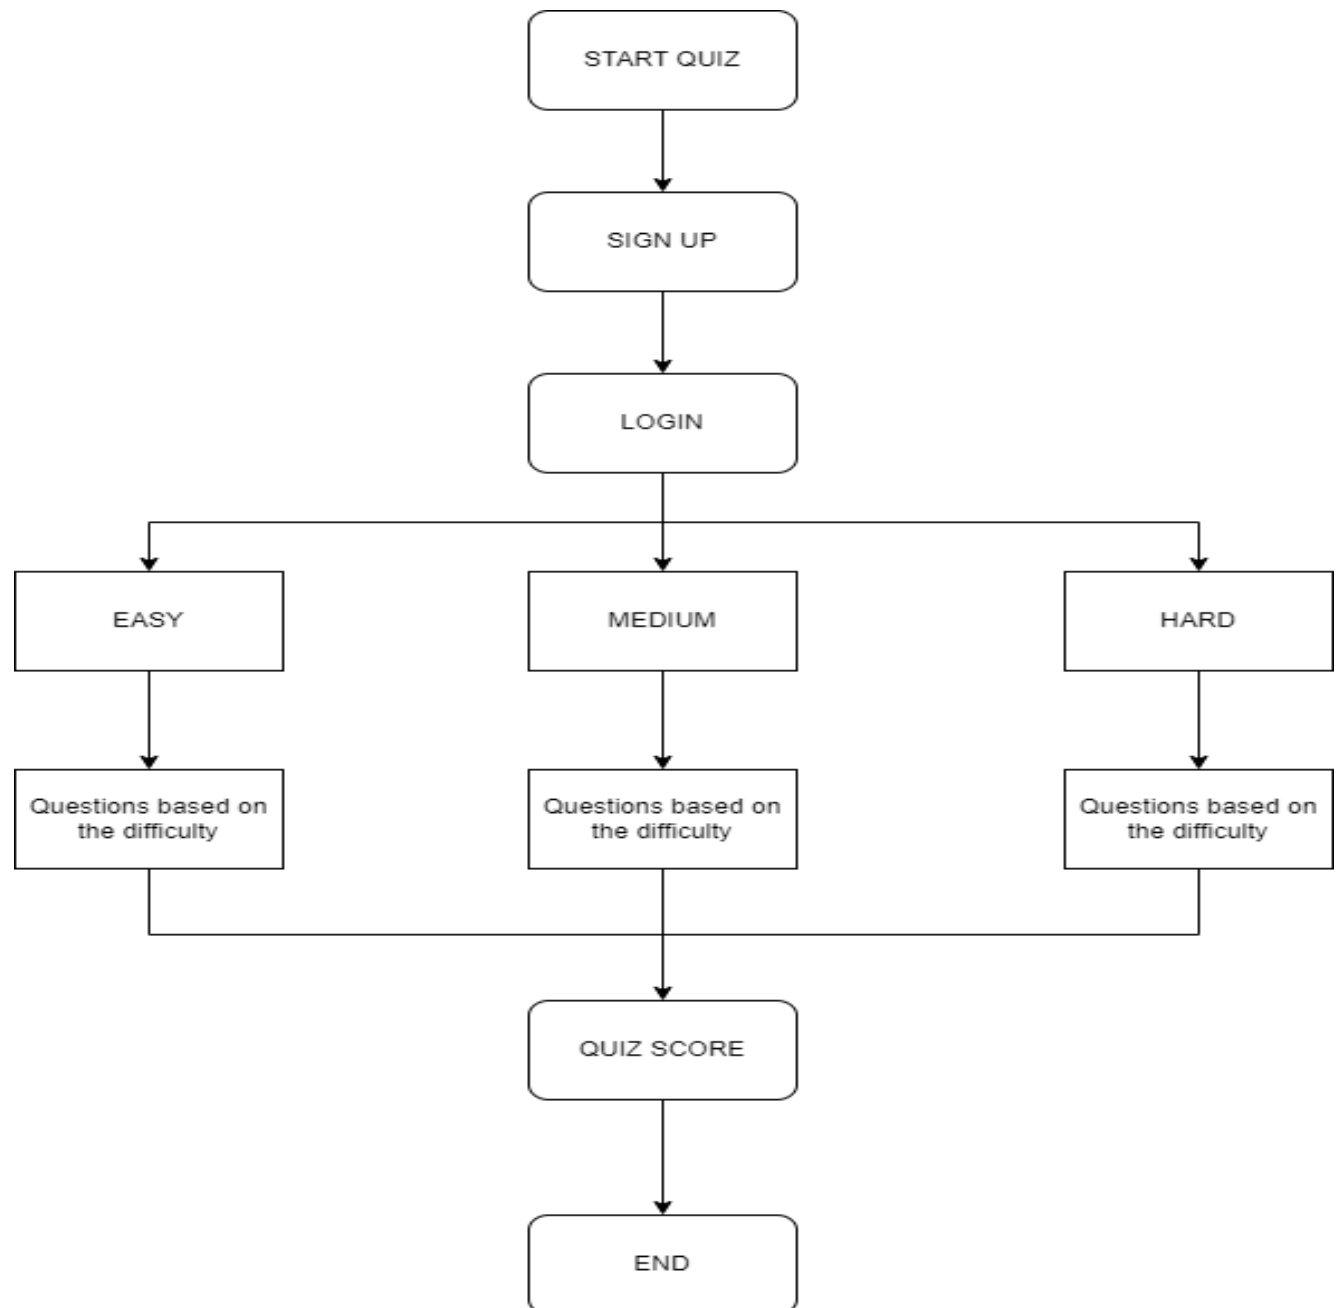 START QUIZ
SIGN UP
LOGIN
EASY
MEDIUM
HARD
Questions based on
the difficulty
Questions based on
the difficulty
Questions based on
the difficulty
QUIZ SCORE
END